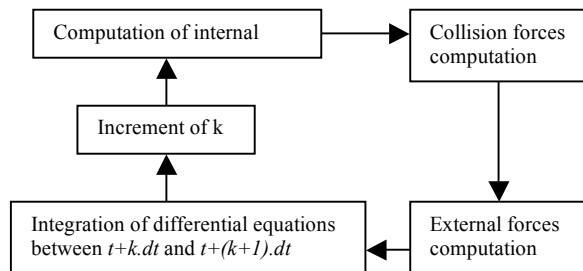 Computation of internal
Collision forces
computation
Increment of k
Integration of differential equations
between t+k.dt and t+(k+1).dt
External forces
computation